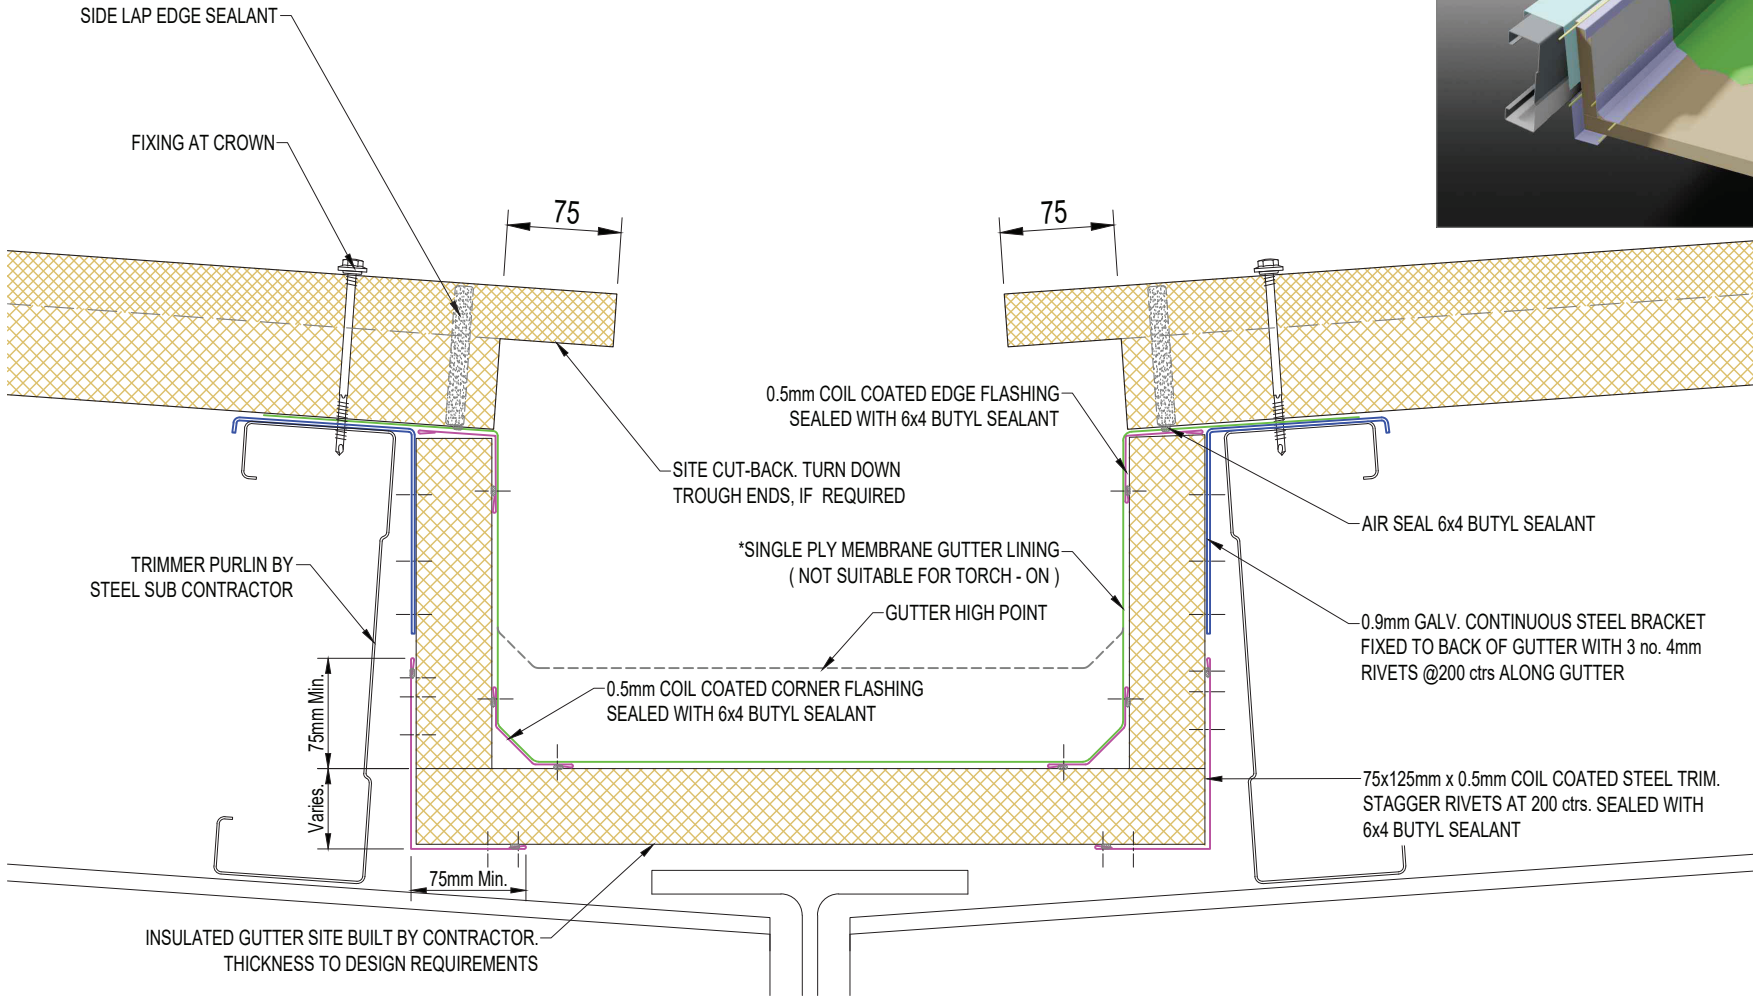 SIDE LAP EDGE SEALANT
FIXING AT CROWN
75
75
0.5mm COIL COATED EDGE FLASHING
SEALED WITH 6x4 BUTYL SEALANT
SITE CUT-BACK. TURN DOWN
TROUGH ENDS, IF REQUIRED
AIR SEAL 6x4 BUTYL SEALANT
*SINGLE PLY MEMBRANE GUTTER LINING
( NOT SUITABLE FOR TORCH - ON )
TRIMMER PURLIN BY
STEEL SUB CONTRACTOR
GUTTER HIGH POINT
0.9mm GALV. CONTINUOUS STEEL BRACKET
FIXED TO BACK OF GUTTER WITH 3 no. 4mm
RIVETS @200 ctrs ALONG GUTTER
0.5mm COIL COATED CORNER FLASHING
SEALED WITH 6x4 BUTYL SEALANT
75mm Min.
Varies.
75x125mm x 0.5mm COIL COATED STEEL TRIM.
STAGGER RIVETS AT 200 ctrs. SEALED WITH
6x4 BUTYL SEALANT
75mm Min.
INSULATED GUTTER SITE BUILT BY CONTRACTOR.
THICKNESS TO DESIGN REQUIREMENTS